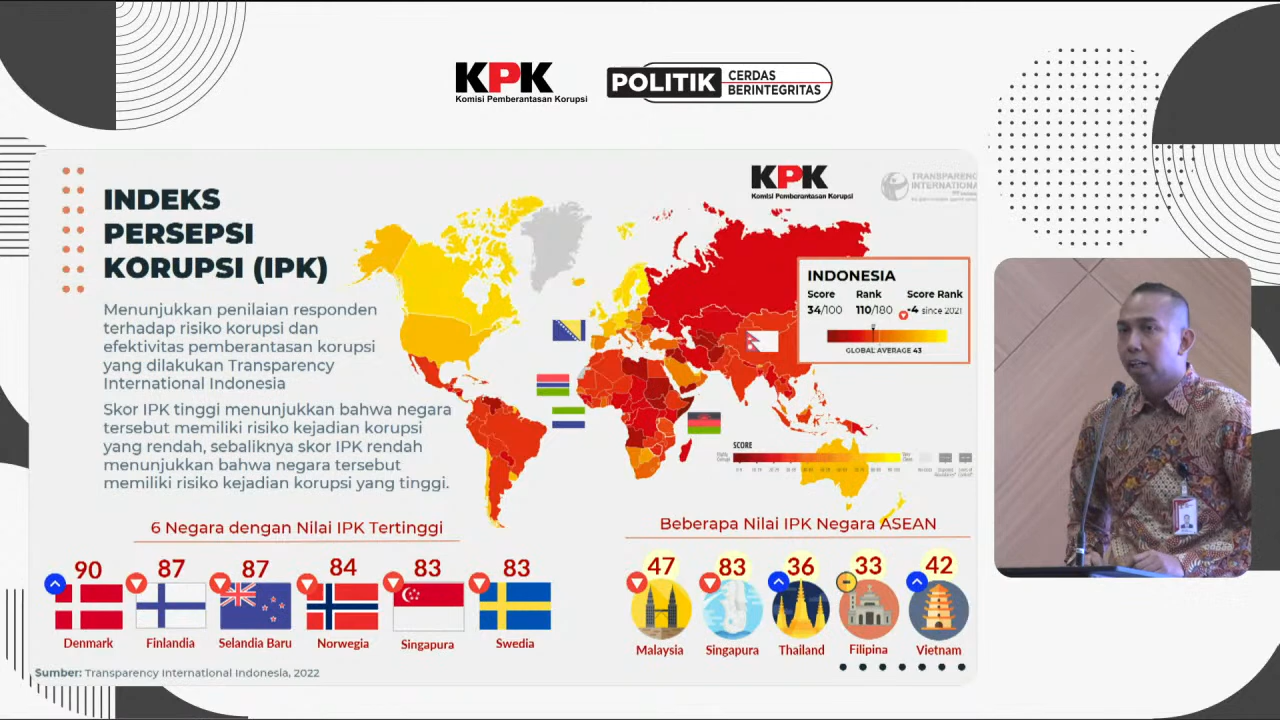 KPK
Komisi Pemberantasan Korupsi
POLITIK
CERDAS
BERINTEGRITAS
INDEKS
PERSEPSI
KORUPSI (IPK)
Menunjukkan penilaian responden
terhadap risiko korupsi dan
efektivitas pemberantasan korupsi
yang dilakukan Transparency
International Indonesia
Skor IPK tinggi menunjukkan bahwa negara
tersebut memiliki risiko kejadian korupsi
yang rendah, sebaliknya skor IPK rendah
menunjukkan bahwa negara tersebut
memiliki risiko kejadian korupsi yang tinggi.
KPK
Komisi Pemberantasan Korupsi
TRANSPARENC
INTERNATIONA
INDONESIA
Score Rank Score Rank
34/100 110/180 -4 since 2021
GLOBAL AVERAGE 43
SCORE
6 Negara dengan Nilai IPK Tertinggi
90 87 87 84 83 83
Denmark Finlandia Selandia Baru Norwegia Singapura Swedia
Beberapa Nilai IPK Negara ASEAN
47 83 36 33 42
Malaysia Singapura Thailand Filipina Vietnam
Sumber: Transparency International Indonesia, 2022